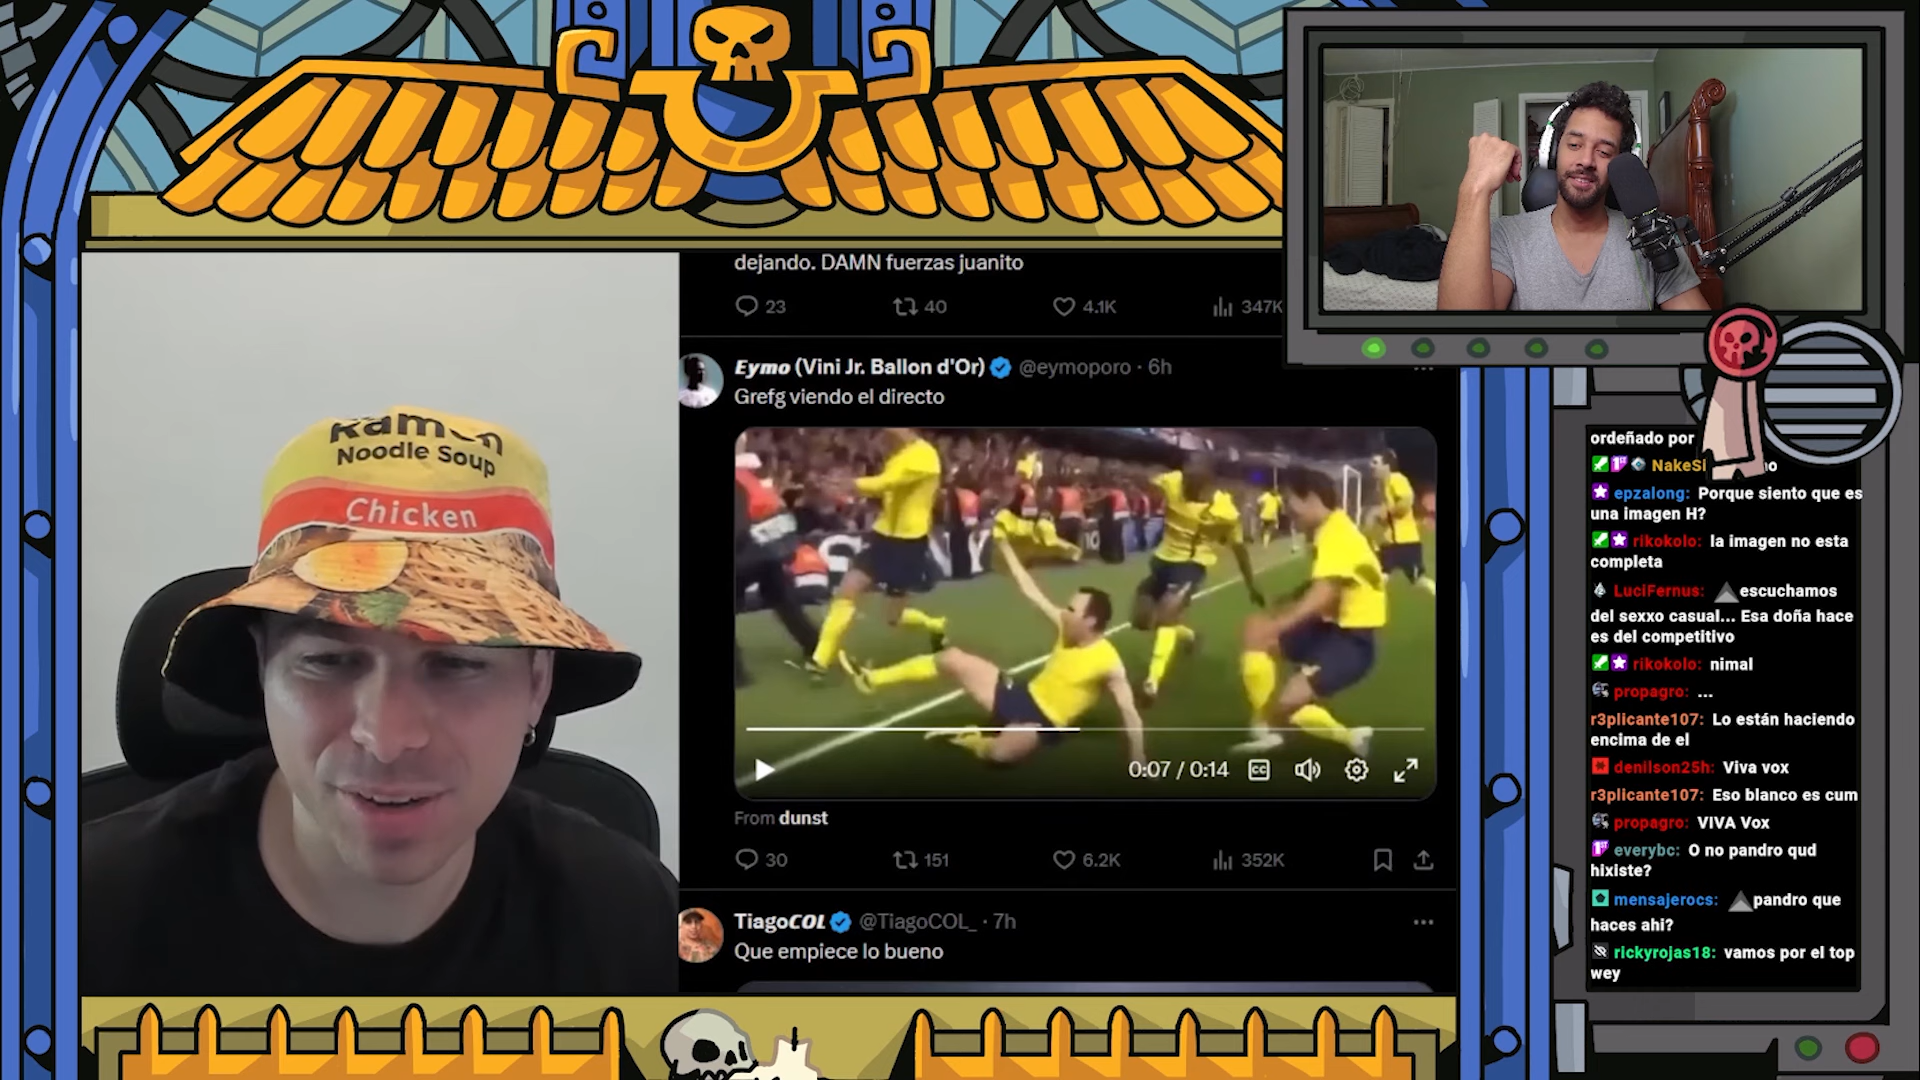 dejando. DAMN fuerzas juanito
23
40
4.1K
347K
Eymo (Vini Jr. Ballon d'Or) @eymoporo · 6h
Grefg viendo el directo
0:07 / 0:14
CC
From dunst
30
151
6.2K
352K
TiagoCOL @TiagoCOL_ · 7h
Que empiece lo bueno
Ramen
Noodle Soup
Chicken
ordeñado por
epzalong: Porque siento que es
una imagen H?
rikokolo: la imagen no esta
completa
LuciFernus: escuchamos
del sexxo casual... Esa doña hace
es del competitivo
rikokolo: nimal
propagro: ...
r3plicante107: Lo están haciendo
encima de el
denilson25h: Viva vox
r3plicante107: Eso blanco es cum
propagro: VIVA Vox
everybc: O no pandro qud
hixiste?
mensajerocs: pandro que
haces ahi?
rickyrojas18: vamos por el top
wey